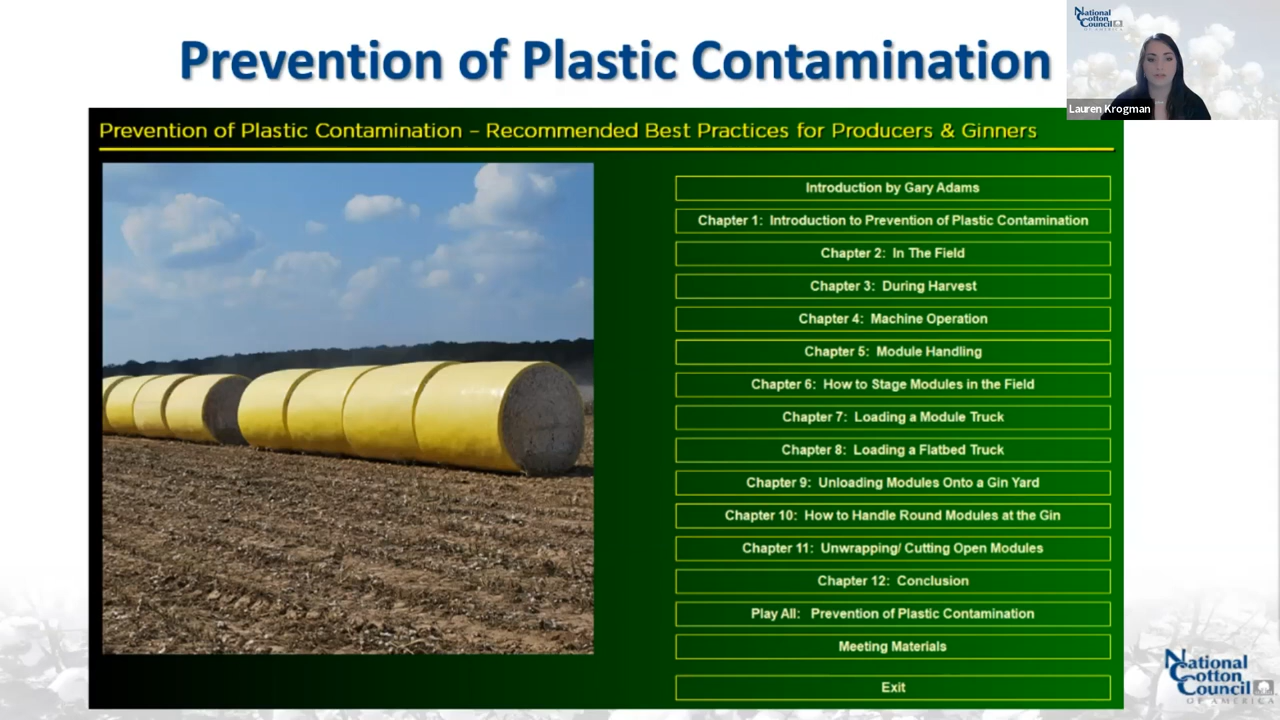 Prevention of Plastic Contamination
National
Cotton
Council
OF AMERICA
Lauren Krogman
Prevention of Plastic Contamination – Recommended Best Practices for Producers & Ginners
Introduction by Gary Adams
Chapter 1: Introduction to Prevention of Plastic Contamination
Chapter 2: In The Field
Chapter 3: During Harvest
Chapter 4: Machine Operation
Chapter 5: Module Handling
Chapter 6: How to Stage Modules in the Field
Chapter 7: Loading a Module Truck
Chapter 8: Loading a Flatbed Truck
Chapter 9: Unloading Modules Onto a Gin Yard
Chapter 10: How to Handle Round Modules at the Gin
Chapter 11: Unwrapping/ Cutting Open Modules
Chapter 12: Conclusion
Play All: Prevention of Plastic Contamination
Meeting Materials
Exit
National
Cotton
Council
OF AMERICA